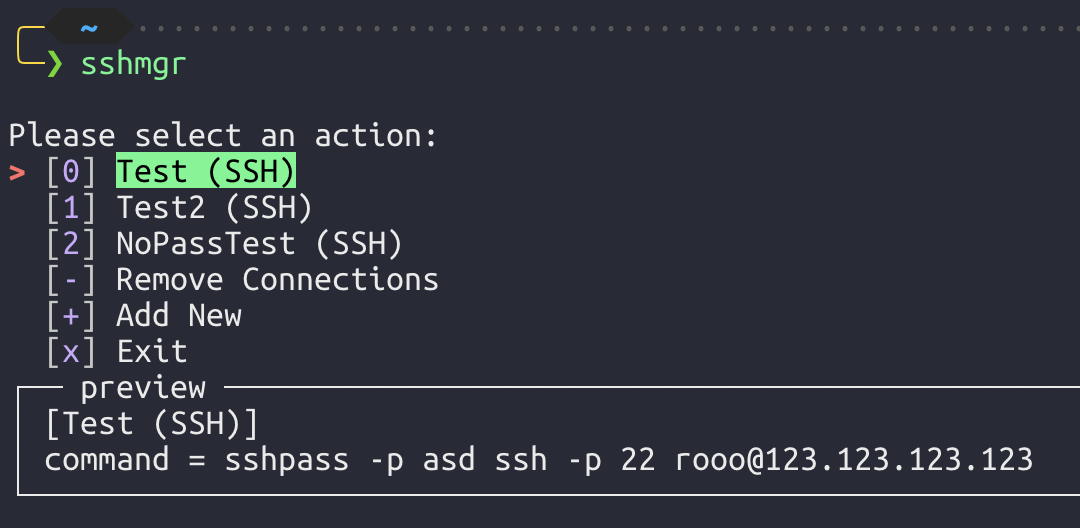 ~
❯ sshmgr
Please select an action:
> [0] Test (SSH)
[1] Test2 (SSH)
[2] NoPassTest (SSH)
[-] Remove Connections
[+] Add New
[x] Exit
preview
[Test (SSH)]
command = sshpass -p asd ssh -p 22 rooo@123.123.123.123